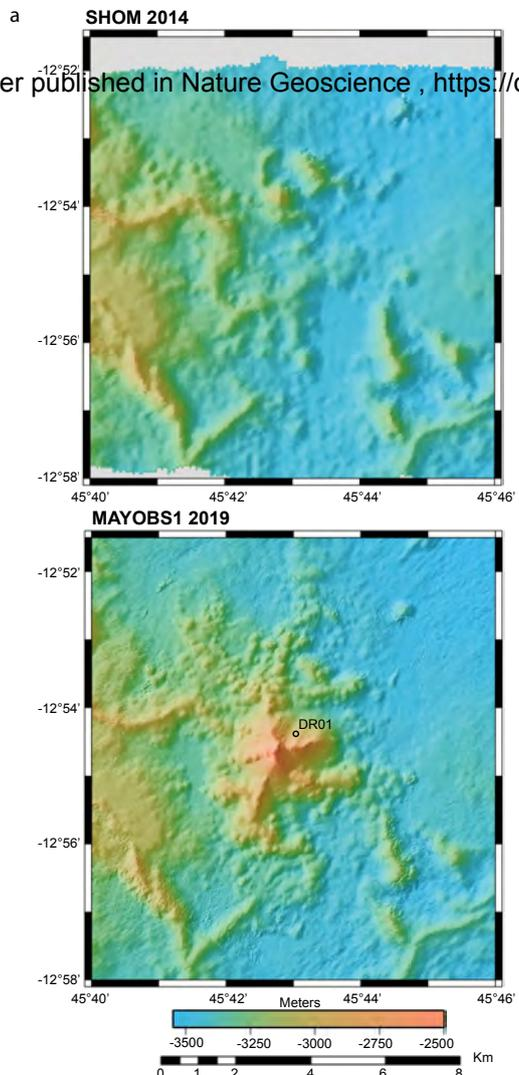 a
SHOM 2014
er published in Nature Geoscience , https://
-12°52'
-12°54'
-12°56'
-12°58'
45°40' 45°42' 45°44' 45°46'
MAYOBS1 2019
-12°52'
-12°54'
DR01
-12°56'
-12°58'
45°40' 45°42' 45°44' 45°46'
Meters
-3500 -3250 -3000 -2750 -2500
Km
0 1 2 4 6 8